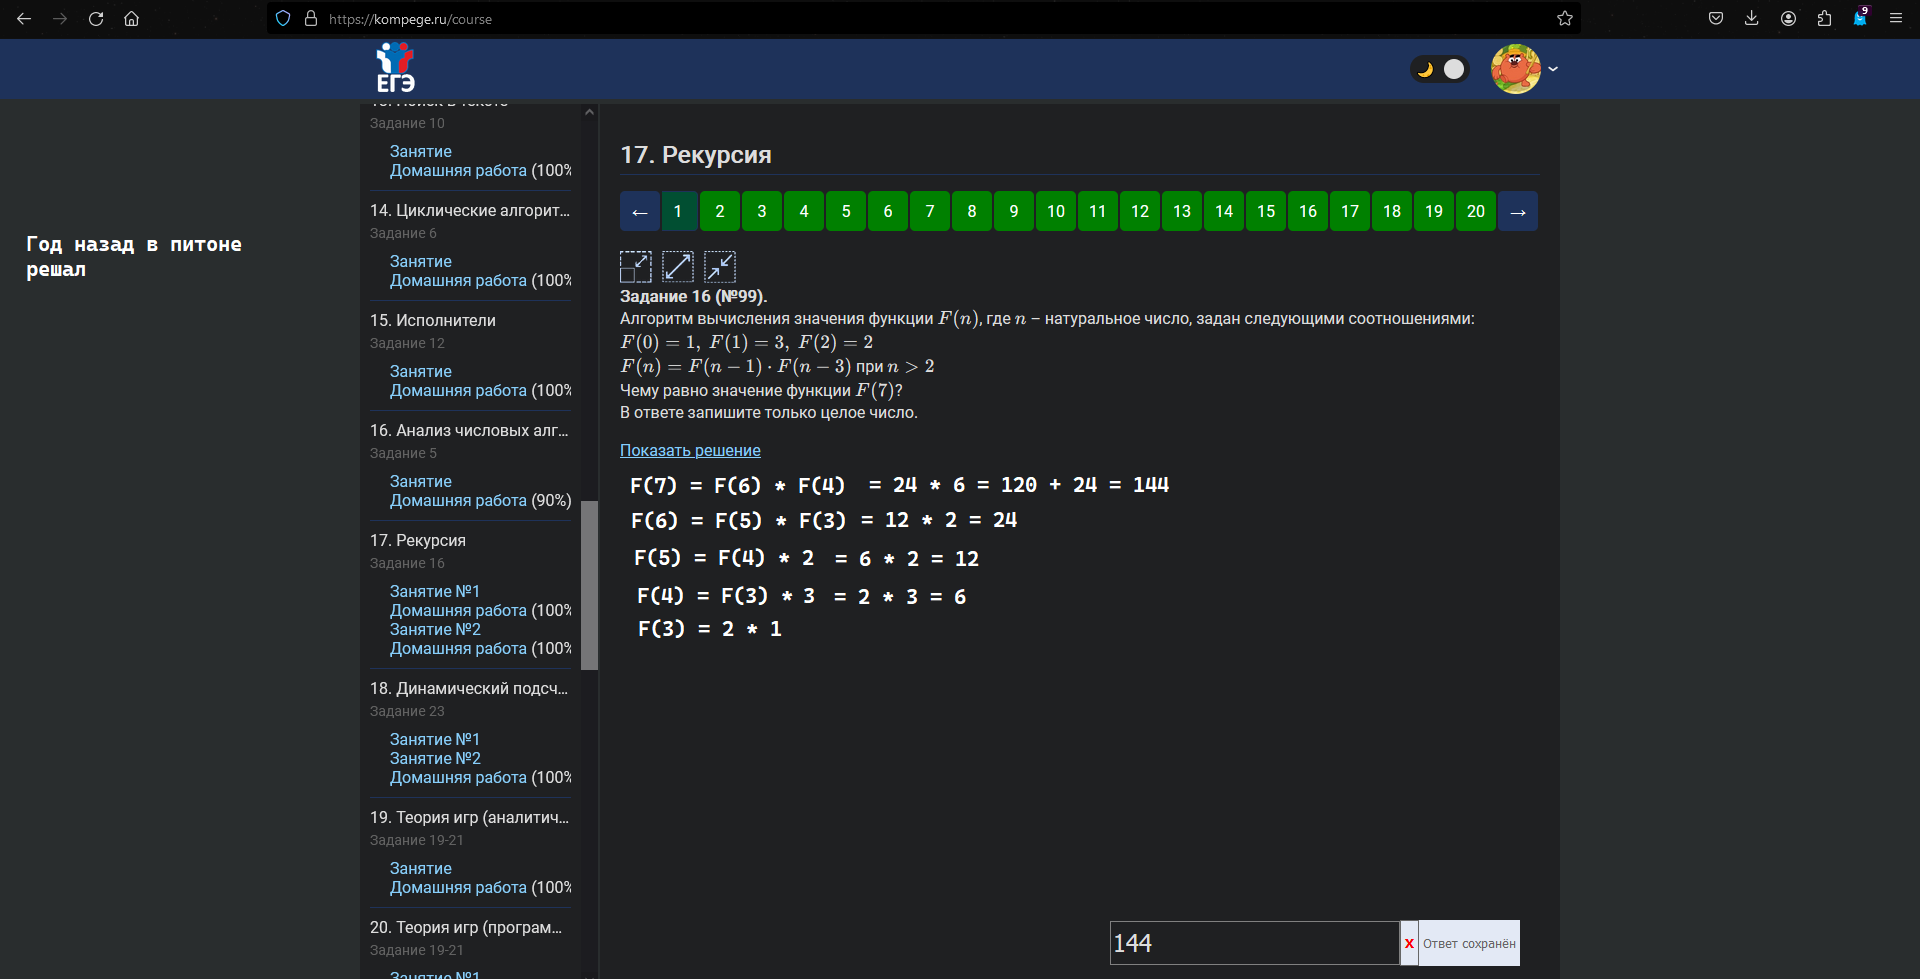 https://kompege.ru/course
9
ЕГЭ
Задание 10
Занятие
Домашняя работа (100%
14. Циклические алгорит...
Задание 6
Занятие
Домашняя работа (100%
15. Исполнители
Задание 12
Занятие
Домашняя работа (100%
16. Анализ числовых алг...
Задание 5
Занятие
Домашняя работа (90%)
17. Рекурсия
Задание 16
Занятие №1
Домашняя работа (100%
Занятие №2
Домашняя работа (100%
18. Динамический подсч...
Задание 23
Занятие №1
Занятие №2
Домашняя работа (100%
19. Теория игр (аналитич...
Задание 19-21
Занятие
Домашняя работа (100%
20. Теория игр (програм...
Задание 19-21
Занятие №1
Год назад в питоне
решал
17. Рекурсия
← 1 2 3 4 5 6 7 8 9 10 11 12 13 14 15 16 17 18 19 20 →
Задание 16 (№99).
Алгоритм вычисления значения функции F(n), где n – натуральное число, задан следующими соотношениями:
F(0) = 1, F(1) = 3, F(2) = 2
F(n) = F(n − 1) · F(n − 3) при n > 2
Чему равно значение функции F(7)?
В ответе запишите только целое число.
Показать решение
F(7) = F(6) * F(4) = 24 * 6 = 120 + 24 = 144
F(6) = F(5) * F(3) = 12 * 2 = 24
F(5) = F(4) * 2 = 6 * 2 = 12
F(4) = F(3) * 3 = 2 * 3 = 6
F(3) = 2 * 1
144
x
Ответ сохранён